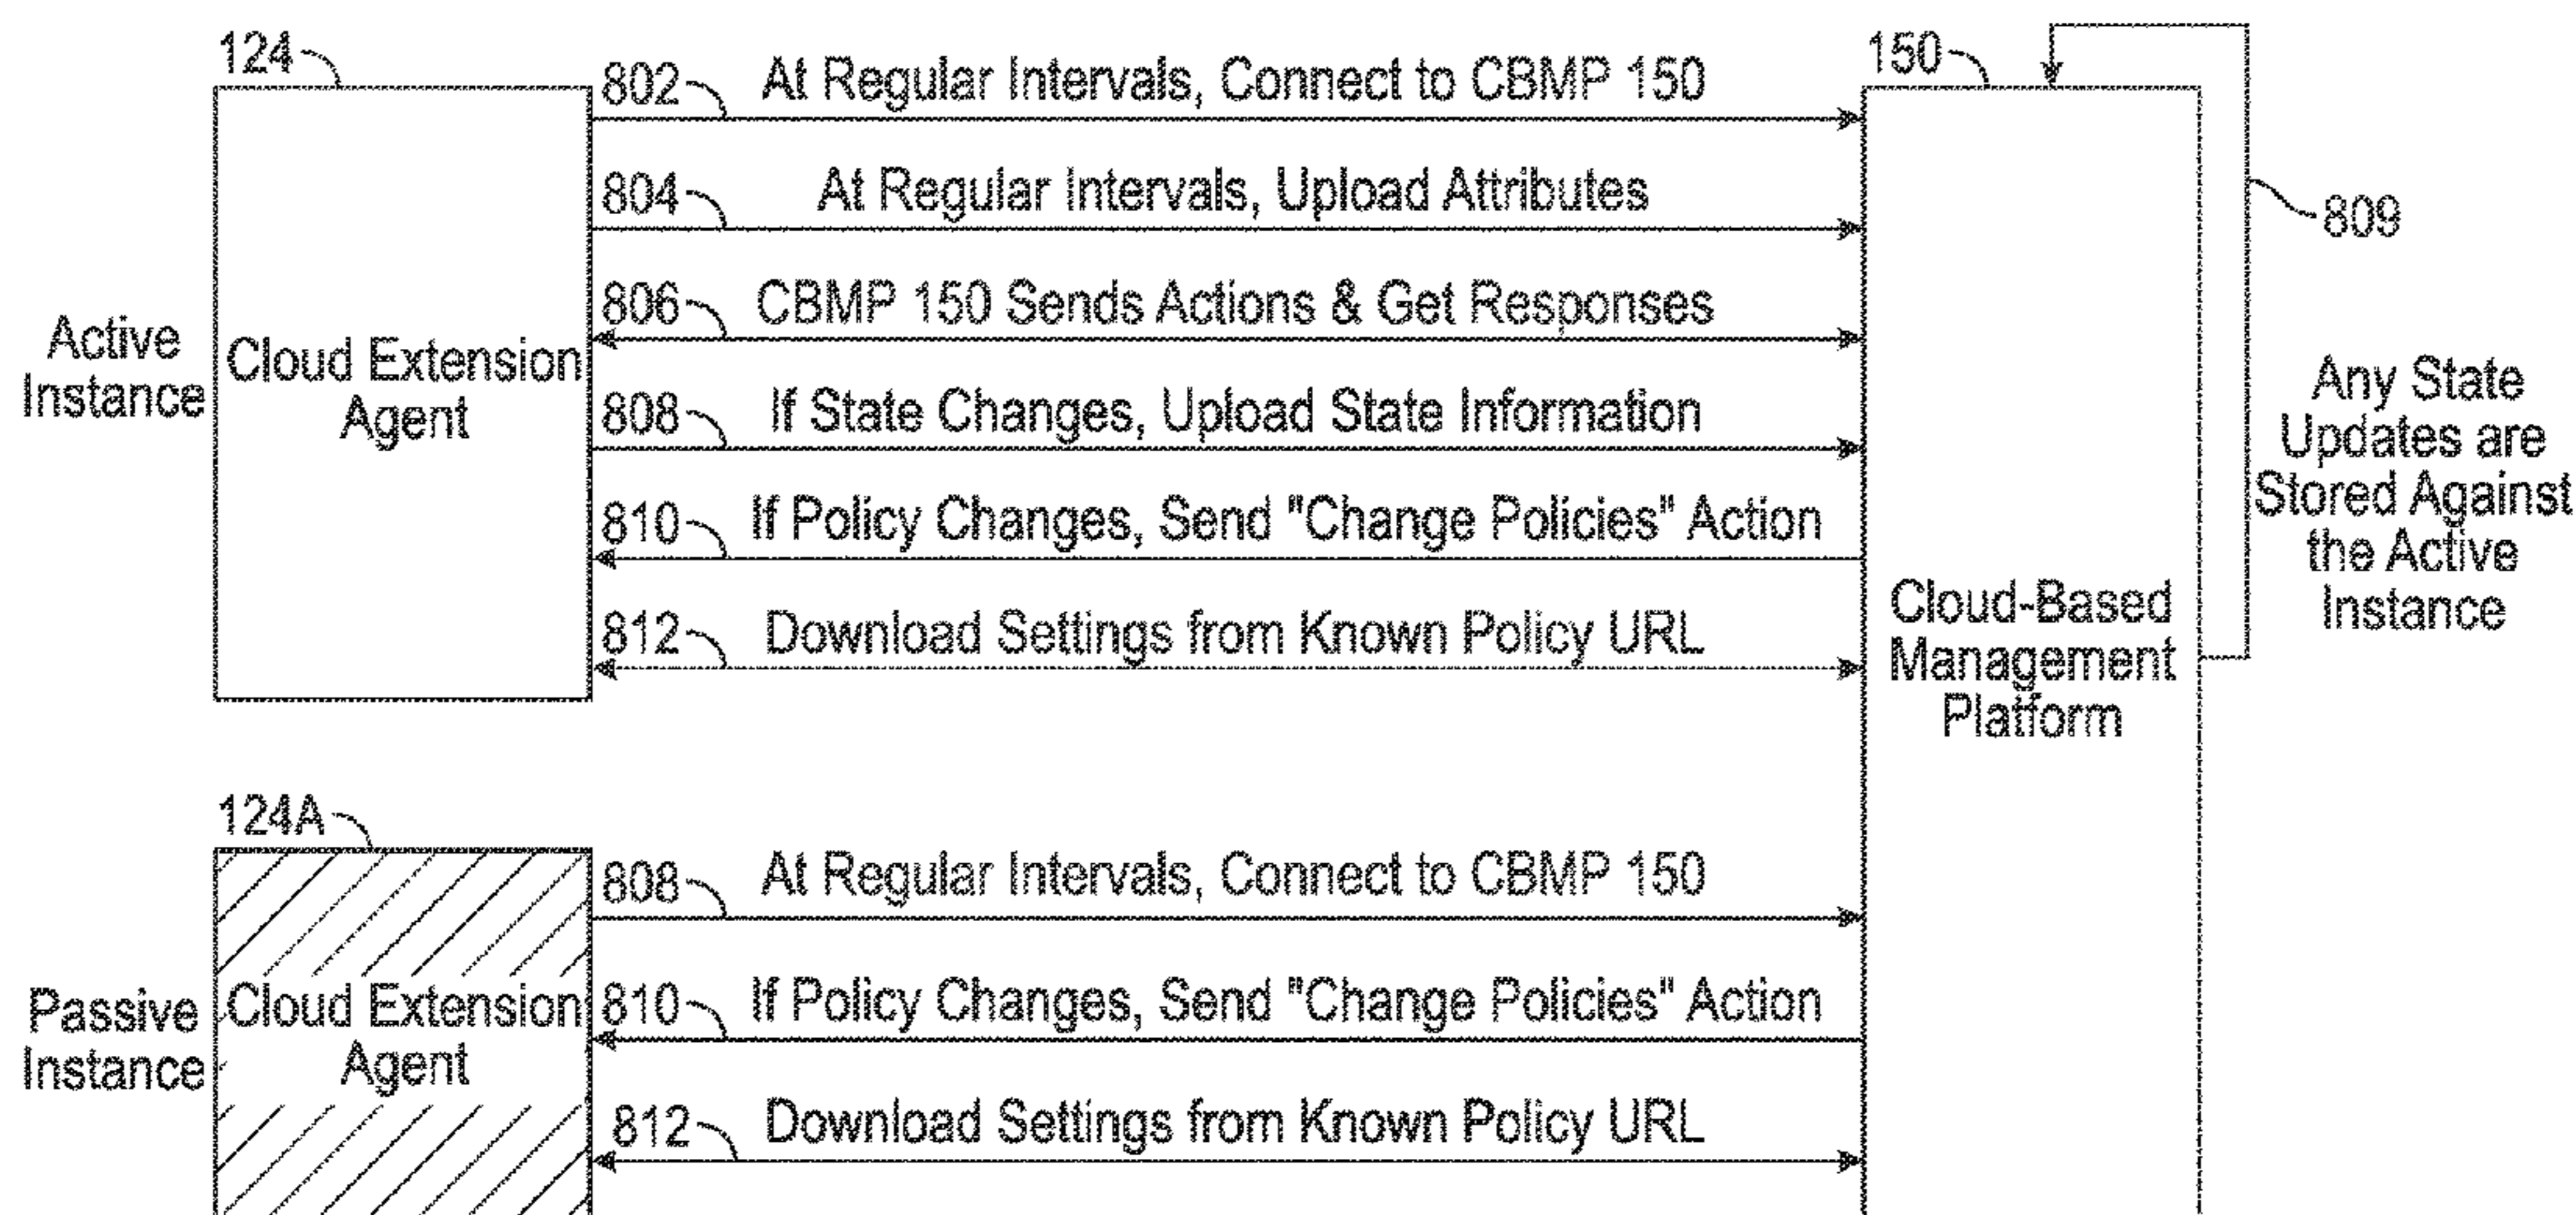 124
150
802
At Regular Intervals, Connect to CBMP 150
804
At Regular Intervals, Upload Attributes
809
806
CBMP 150 Sends Actions & Get Responses
Active
Instance
Cloud Extension
Agent
808
If State Changes, Upload State Information
Any State
Updates are
Stored Against
the Active
Instance
810
If Policy Changes, Send "Change Policies" Action
812
Download Settings from Known Policy URL
Cloud-Based
Management
Platform
124A
808
At Regular Intervals, Connect to CBMP 150
Passive
Instance
Cloud Extension
Agent
810
If Policy Changes, Send "Change Policies" Action
812
Download Settings from Known Policy URL